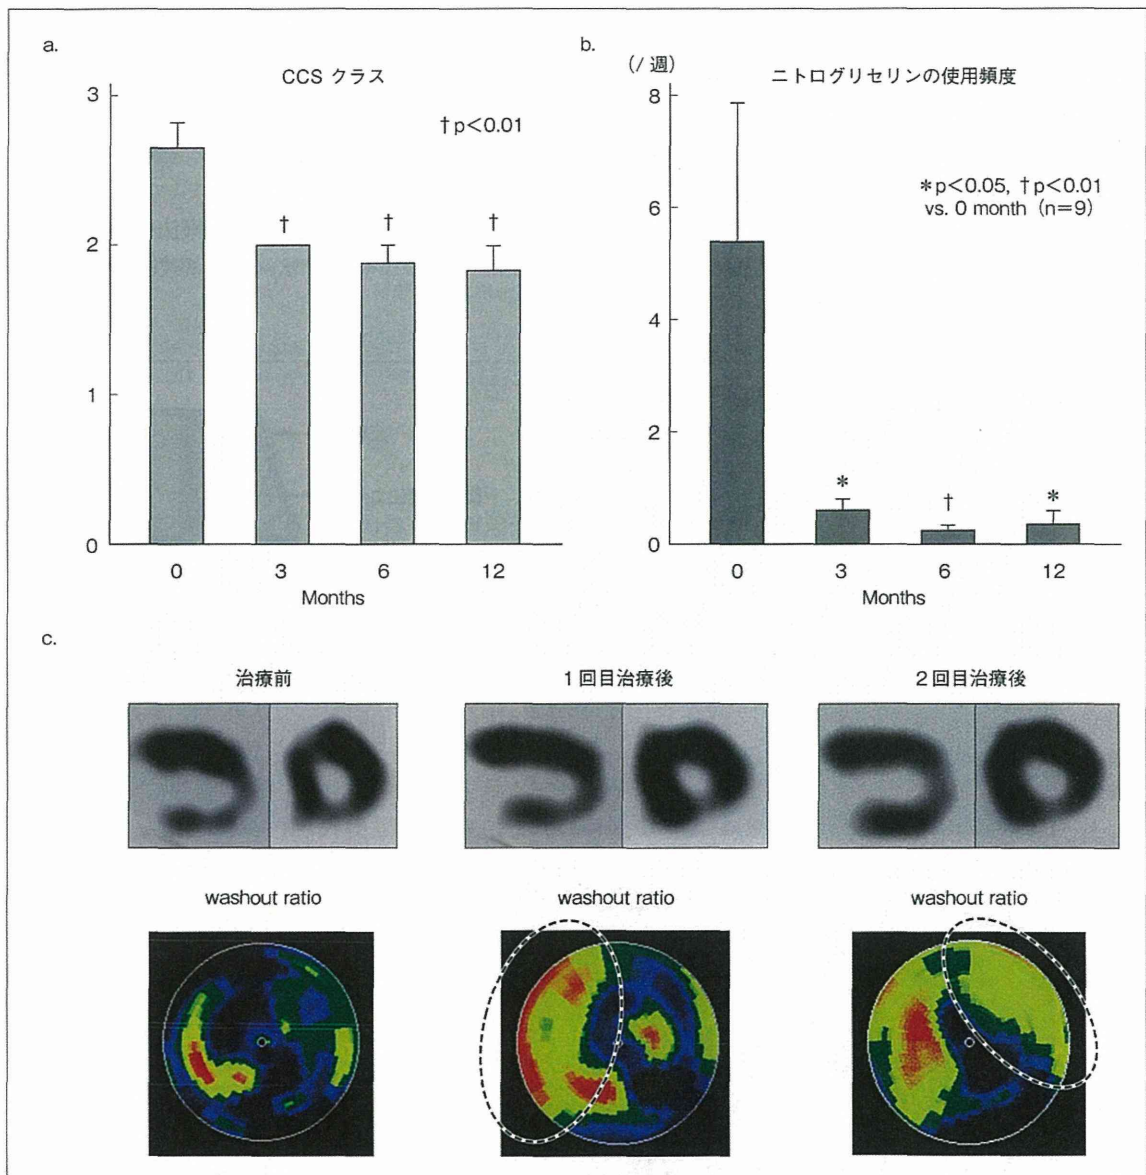 a.
CCS クラス
3
2
1
0
†p<0.01
†
†
†
0 3 6 12
Months
b.
(/ 週)
ニトログリセリンの使用頻度
8
6
4
2
0
*p<0.05, †p<0.01
vs. 0 month (n=9)
*
†
*
0 3 6 12
Months
c.
治療前
1回目治療後
2回目治療後
washout ratio
washout ratio
washout ratio